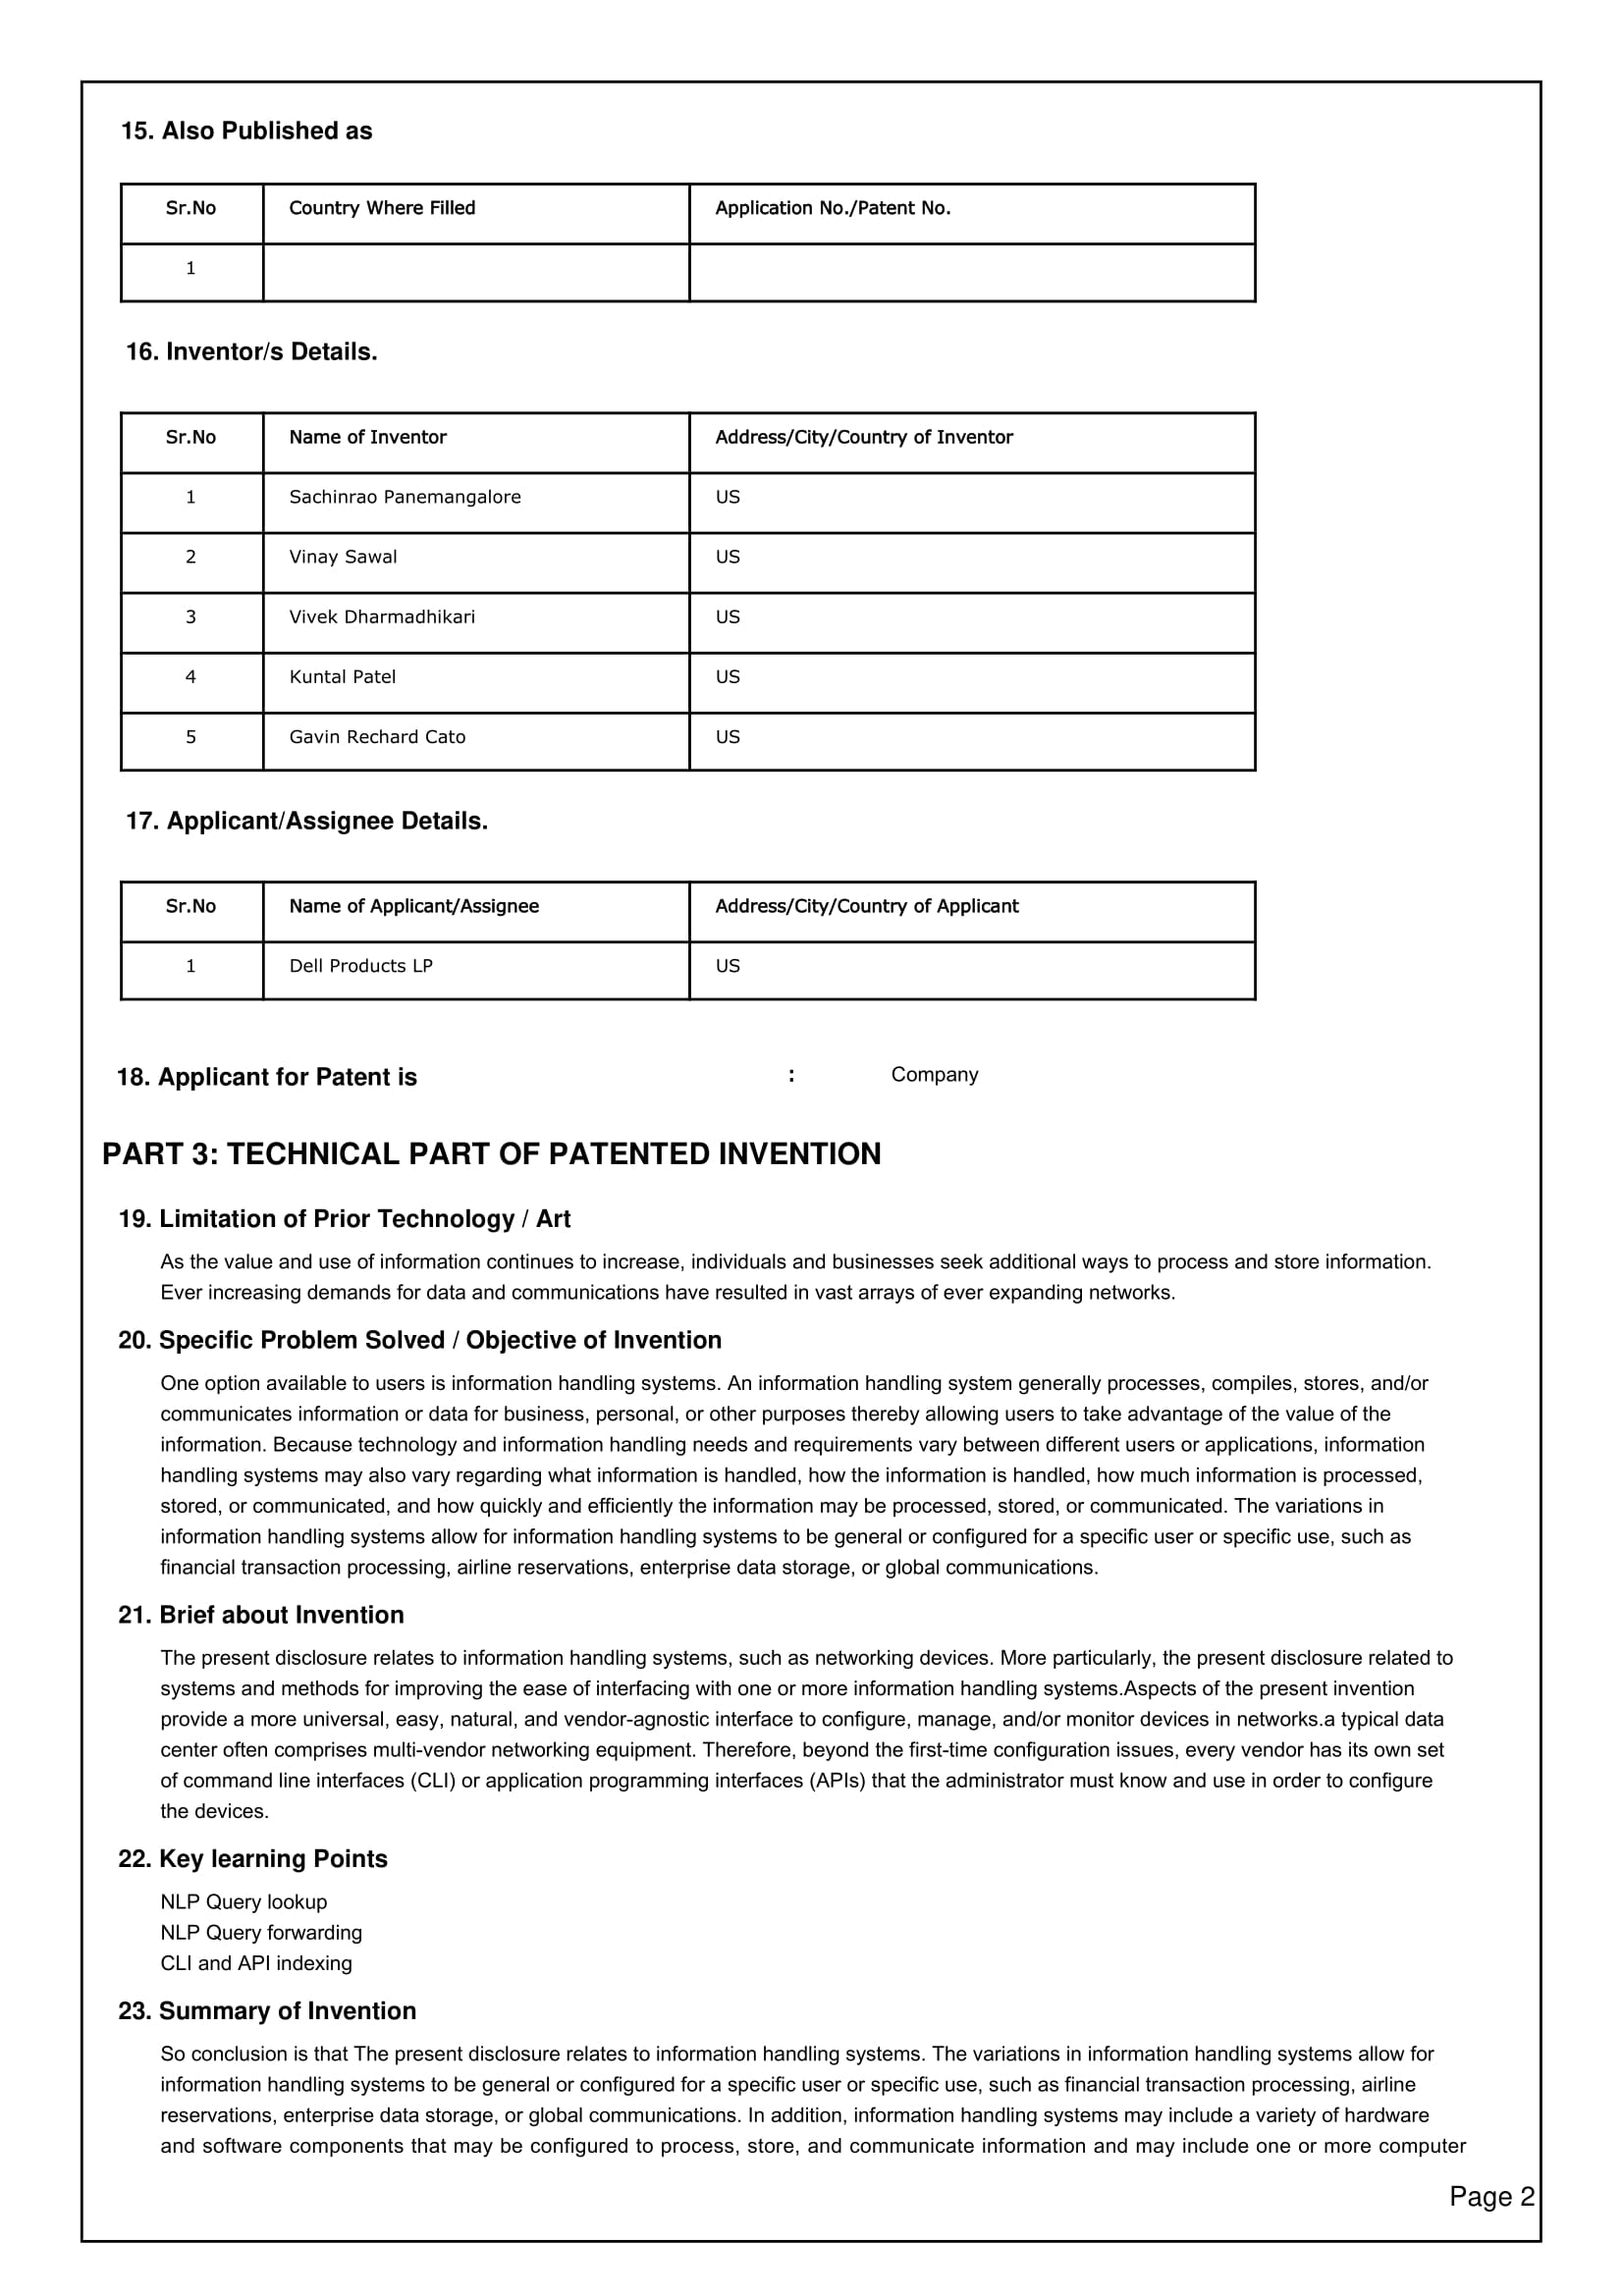 15. Also Published as
Sr.No Country Where Filled Application No./Patent No.
1
16. Inventor/s Details.
Sr.No Name of Inventor Address/City/Country of Inventor
1 Sachinrao Panemangalore US
2 Vinay Sawal US
3 Vivek Dharmadhikari US
4 Kuntal Patel US
5 Gavin Rechard Cato US
17. Applicant/Assignee Details.
Sr.No Name of Applicant/Assignee Address/City/Country of Applicant
1 Dell Products LP US
18. Applicant for Patent is : Company
PART 3: TECHNICAL PART OF PATENTED INVENTION
19. Limitation of Prior Technology / Art
As the value and use of information continues to increase, individuals and businesses seek additional ways to process and store information.
Ever increasing demands for data and communications have resulted in vast arrays of ever expanding networks.
20. Specific Problem Solved / Objective of Invention
One option available to users is information handling systems. An information handling system generally processes, compiles, stores, and/or
communicates information or data for business, personal, or other purposes thereby allowing users to take advantage of the value of the
information. Because technology and information handling needs and requirements vary between different users or applications, information
handling systems may also vary regarding what information is handled, how the information is handled, how much information is processed,
stored, or communicated, and how quickly and efficiently the information may be processed, stored, or communicated. The variations in
information handling systems allow for information handling systems to be general or configured for a specific user or specific use, such as
financial transaction processing, airline reservations, enterprise data storage, or global communications.
21. Brief about Invention
The present disclosure relates to information handling systems, such as networking devices. More particularly, the present disclosure related to
systems and methods for improving the ease of interfacing with one or more information handling systems.Aspects of the present invention
provide a more universal, easy, natural, and vendor-agnostic interface to configure, manage, and/or monitor devices in networks.a typical data
center often comprises multi-vendor networking equipment. Therefore, beyond the first-time configuration issues, every vendor has its own set
of command line interfaces (CLI) or application programming interfaces (APIs) that the administrator must know and use in order to configure
the devices.
22. Key learning Points
NLP Query lookup
NLP Query forwarding
CLI and API indexing
23. Summary of Invention
So conclusion is that The present disclosure relates to information handling systems. The variations in information handling systems allow for
information handling systems to be general or configured for a specific user or specific use, such as financial transaction processing, airline
reservations, enterprise data storage, or global communications. In addition, information handling systems may include a variety of hardware
and software components that may be configured to process, store, and communicate information and may include one or more computer
Page 2